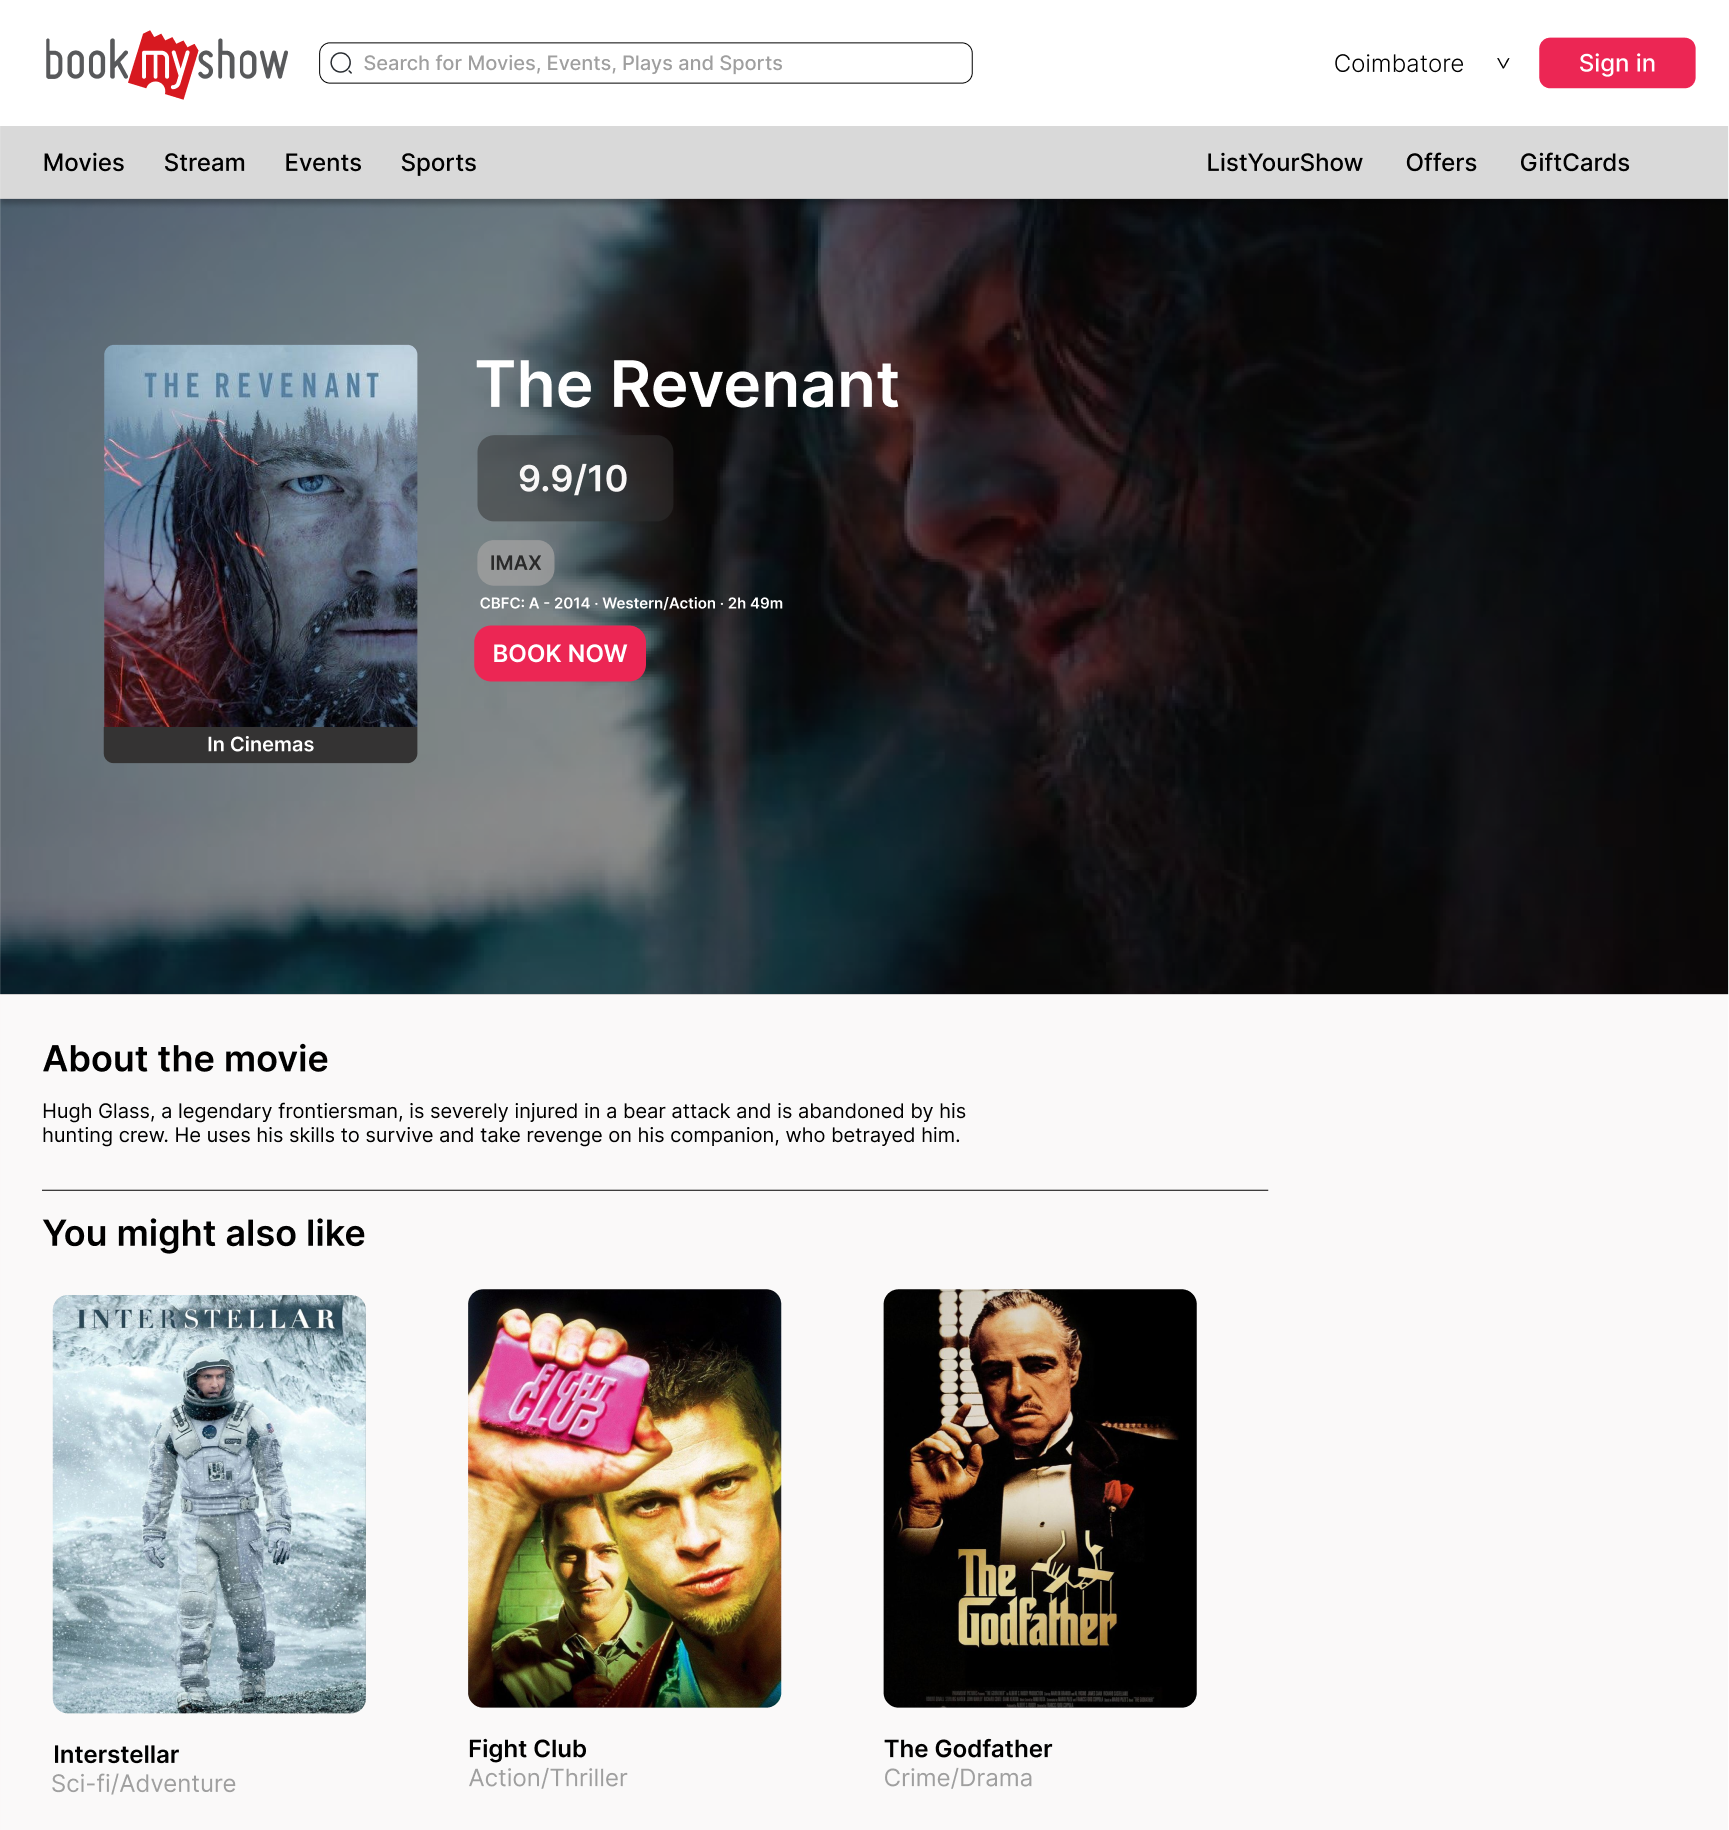 bookmyshow
Search for Movies, Events, Plays and Sports
Coimbatore
Sign in
Movies Stream Events Sports ListYourShow Offers GiftCards
THE REVENANT
In Cinemas
The Revenant
9.9/10
IMAX
CBFC: A - 2014 · Western/Action · 2h 49m
BOOK NOW
About the movie
Hugh Glass, a legendary frontiersman, is severely injured in a bear attack and is abandoned by his
hunting crew. He uses his skills to survive and take revenge on his companion, who betrayed him.
You might also like
INTERSTELLAR
Interstellar
Sci-fi/Adventure
FIGHT
CLUB
Fight Club
Action/Thriller
The
Godfather
The Godfather
Crime/Drama